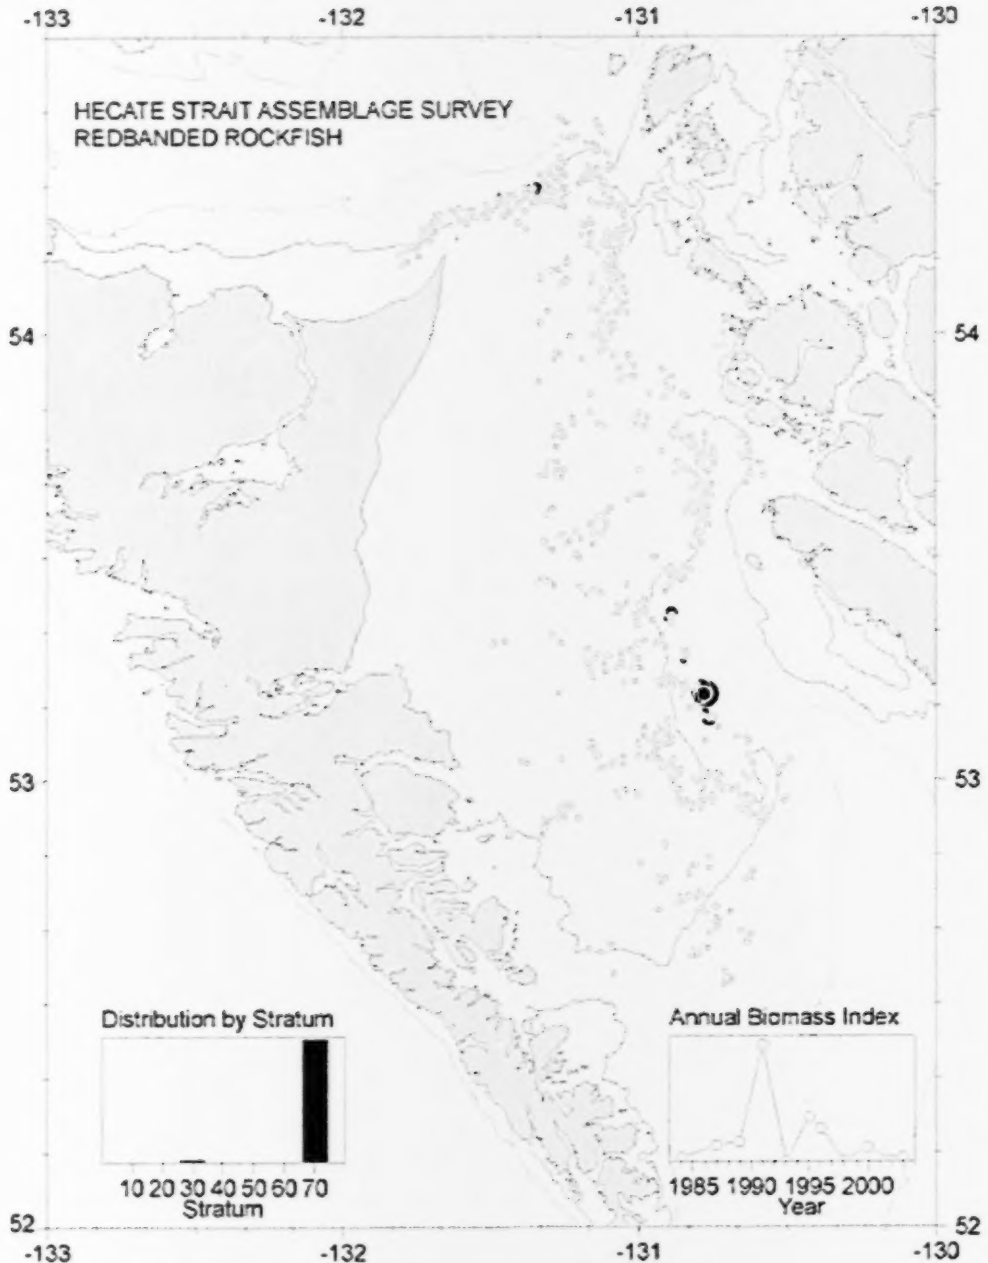 -133 -132 -131 -130
HECATE STRAIT ASSEMBLAGE SURVEY
REDBANDED ROCKFISH
54 54
53 53
Distribution by Stratum
10 20 30 40 50 60 70
Stratum
Annual Biomass Index
1985 1990 1995 2000
Year
52 52
-133 -132 -131 -130